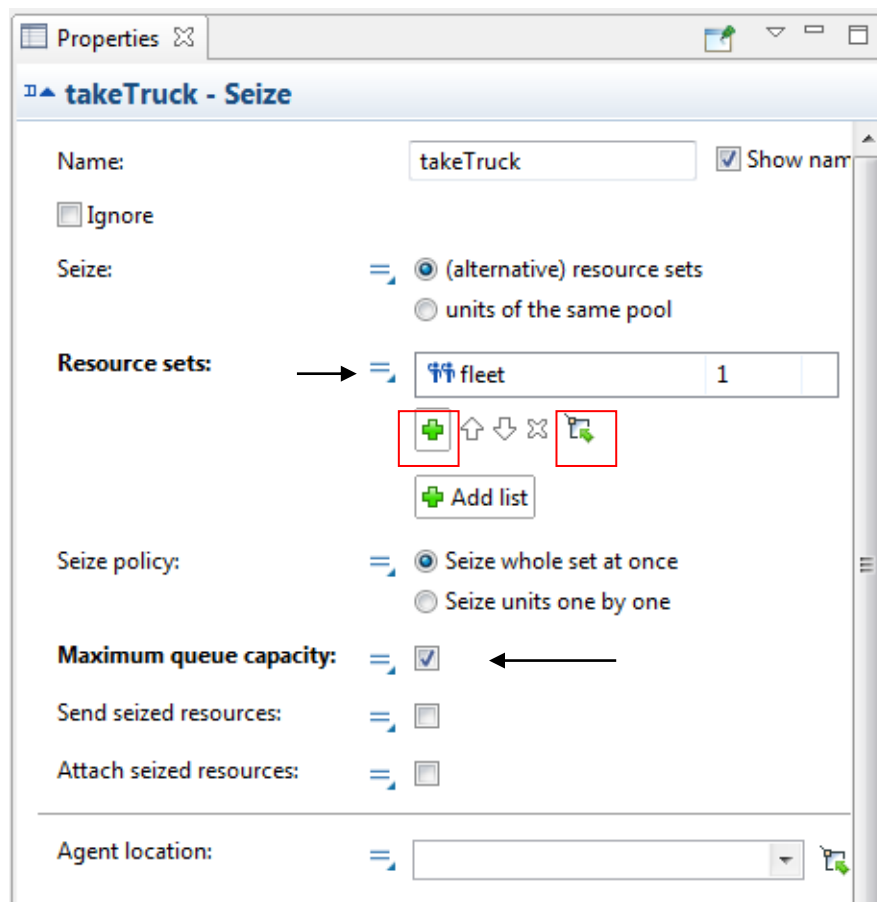 Properties
takeTruck - Seize
Name: takeTruck Show nam
Ignore
Seize: (alternative) resource sets
units of the same pool
Resource sets: fleet 1
Add list
Seize policy: Seize whole set at once
Seize units one by one
Maximum queue capacity:
Send seized resources:
Attach seized resources:
Agent location: